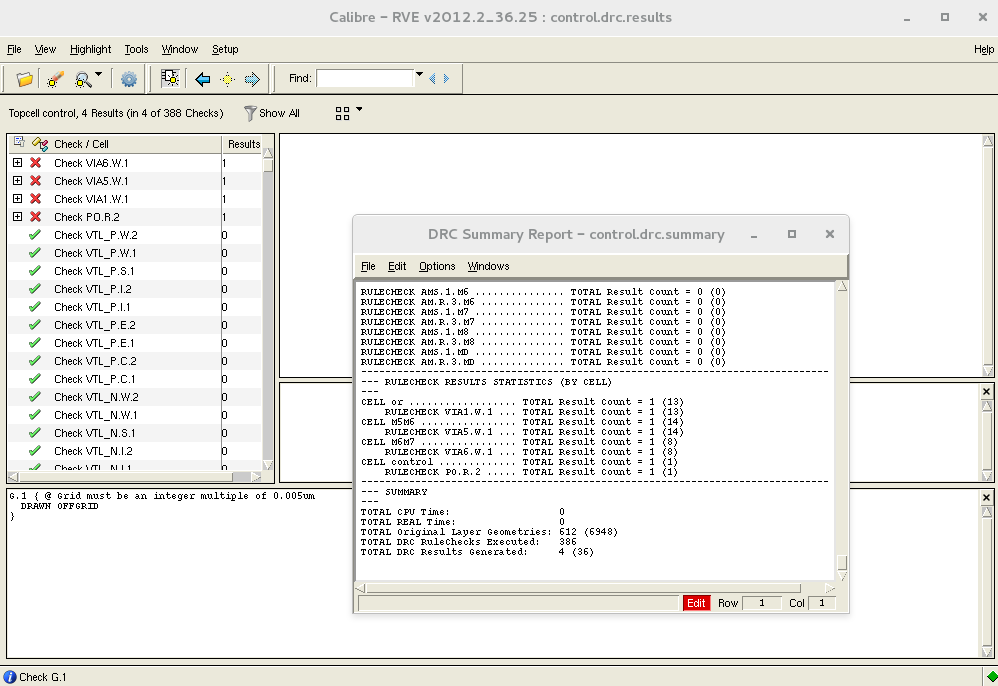 Calibre - RVE v2012.2_36.25 : control.drc.results
File View Highlight Tools Window Setup Help
Find:
Topcell control, 4 Results (in 4 of 388 Checks) Show All
Check / Cell Results
Check VIA6.W.1 1
Check VIA5.W.1 1
Check VIA1.W.1 1
Check PO.R.2 1
Check VTL_P.W.2 0
Check VTL_P.W.1 0
Check VTL_P.S.1 0
Check VTL_P.I.2 0
Check VTL_P.I.1 0
Check VTL_P.E.2 0
Check VTL_P.E.1 0
Check VTL_P.C.2 0
Check VTL_P.C.1 0
Check VTL_N.W.2 0
Check VTL_N.W.1 0
Check VTL_N.S.1 0
Check VTL_N.I.2 0
Check VTL_N.I.1 0
DRC Summary Report - control.drc.summary
File Edit Options Windows
RULECHECK AMS.1.M6 .............. TOTAL Result Count = 0 (0)
RULECHECK AM.R.3.M6 ............. TOTAL Result Count = 0 (0)
RULECHECK AMS.1.M7 .............. TOTAL Result Count = 0 (0)
RULECHECK AM.R.3.M7 ............. TOTAL Result Count = 0 (0)
RULECHECK AMS.1.M8 .............. TOTAL Result Count = 0 (0)
RULECHECK AM.R.3.M8 ............. TOTAL Result Count = 0 (0)
RULECHECK AMS.1.MD .............. TOTAL Result Count = 0 (0)
RULECHECK AM.R.3.MD ............. TOTAL Result Count = 0 (0)
----------------------------------------------------------------------------------
--- RULECHECK RESULTS STATISTICS (BY CELL)
---
CELL or .................. TOTAL Result Count = 1 (13)
RULECHECK VIA1.W.1 ... TOTAL Result Count = 1 (13)
CELL M5M6 ................ TOTAL Result Count = 1 (14)
RULECHECK VIA5.W.1 ... TOTAL Result Count = 1 (14)
CELL M6M7 ................ TOTAL Result Count = 1 (8)
RULECHECK VIA6.W.1 ... TOTAL Result Count = 1 (8)
CELL control ............. TOTAL Result Count = 1 (1)
RULECHECK PO.R.2 ..... TOTAL Result Count = 1 (1)
----------------------------------------------------------------------------------
--- SUMMARY
---
TOTAL CPU Time: 0
TOTAL REAL Time: 0
TOTAL Original Layer Geometries: 612 (6948)
TOTAL DRC RuleChecks Executed: 386
TOTAL DRC Results Generated: 4 (36)
Edit Row 1 Col 1
G.1 { @ Grid must be an integer multiple of 0.005um
DRAWN OFFGRID
}
Check G.1